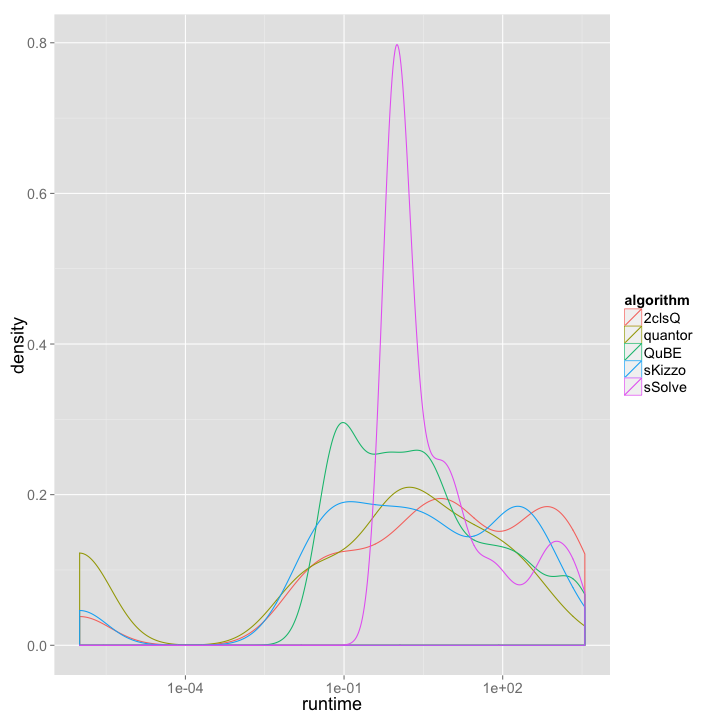 0.8
0.6
0.4
0.2
0.0
density
1e-04
1e-01
1e+02
runtime
algorithm
2clsQ
quantor
QuBE
sKizzo
sSolve